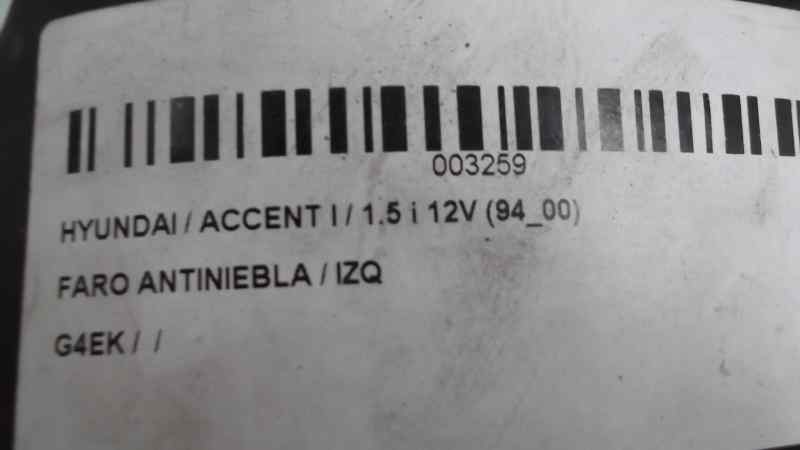 003259
HYUNDAI / ACCENT I / 1.5 i 12V (94_00)
FARO ANTINIEBLA / IZQ
G4EK / /